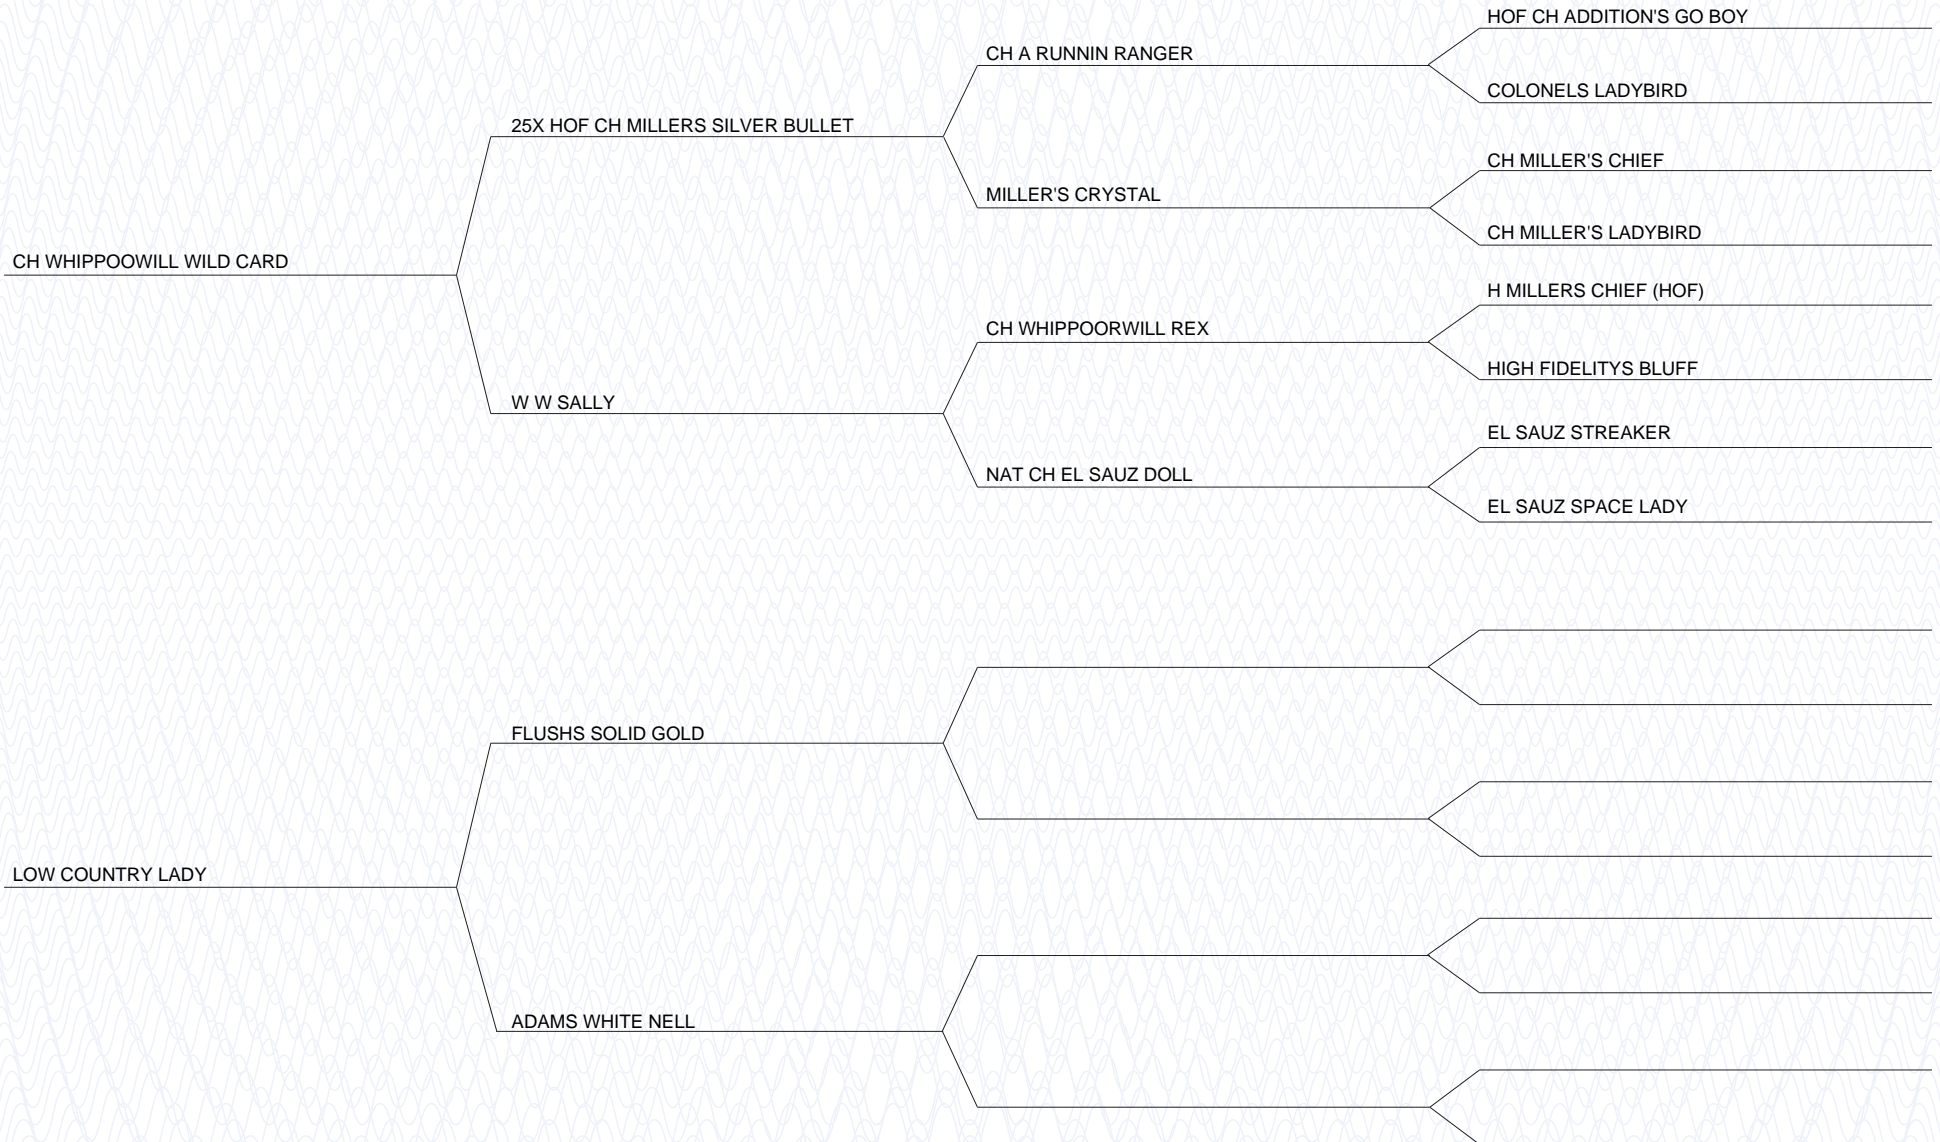 HOF CH ADDITION'S GO BOY
CH A RUNNIN RANGER
COLONELS LADYBIRD
25X HOF CH MILLERS SILVER BULLET
CH MILLER'S CHIEF
MILLER'S CRYSTAL
CH MILLER'S LADYBIRD
CH WHIPPOOWILL WILD CARD
H MILLERS CHIEF (HOF)
CH WHIPPOORWILL REX
HIGH FIDELITYS BLUFF
W W SALLY
EL SAUZ STREAKER
NAT CH EL SAUZ DOLL
EL SAUZ SPACE LADY
FLUSHS SOLID GOLD
LOW COUNTRY LADY
ADAMS WHITE NELL